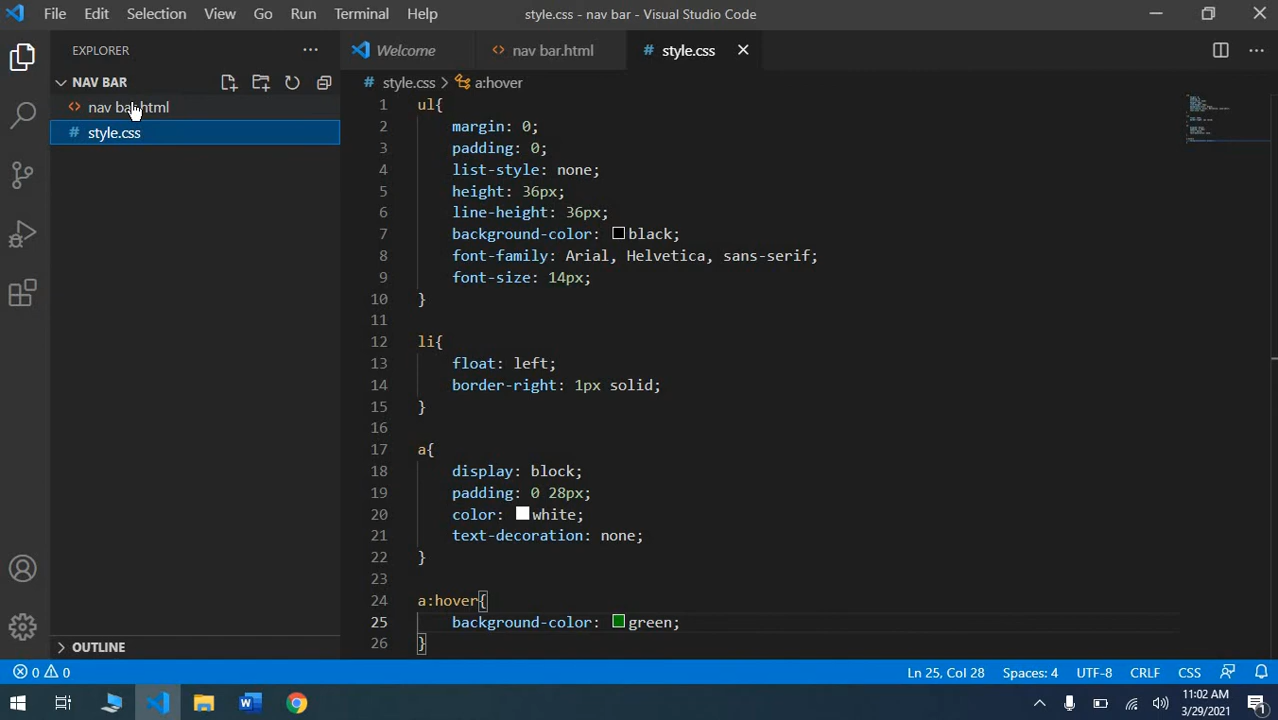 File Edit Selection View Go Run Terminal Help style.css - nav bar - Visual Studio Code
EXPLORER
Welcome nav bar.html style.css
NAV BAR
style.css a:hover
nav bar.html
style.css
1 ul{
2 margin: 0;
3 padding: 0;
4 list-style: none;
5 height: 36px;
6 line-height: 36px;
7 background-color: black;
8 font-family: Arial, Helvetica, sans-serif;
9 font-size: 14px;
10 }
11
12 li{
13 float: left;
14 border-right: 1px solid;
15 }
16
17 a{
18 display: block;
19 padding: 0 28px;
20 color: white;
21 text-decoration: none;
22 }
23
24 a:hover{
25 background-color: green;
26 }
OUTLINE
0 0 Ln 25, Col 28 Spaces: 4 UTF-8 CRLF CSS
11:02 AM
3/29/2021
1